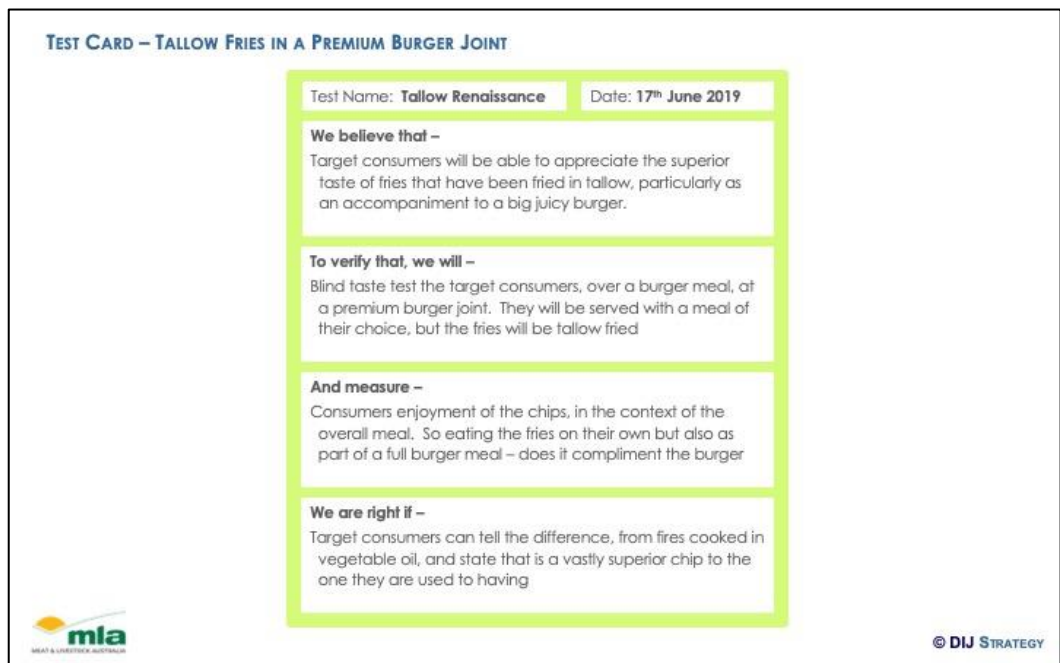 TEST CARD – TALLOW FRIES IN A PREMIUM BURGER JOINT
Test Name: Tallow Renaissance
Date: 17th June 2019
We believe that –
Target consumers will be able to appreciate the superior
taste of fries that have been fried in tallow, particularly as
an accompaniment to a big juicy burger.
To verify that, we will –
Blind taste test the target consumers, over a burger meal, at
a premium burger joint. They will be served with a meal of
their choice, but the fries will be tallow fried
And measure –
Consumers enjoyment of the chips, in the context of the
overall meal. So eating the fries on their own but also as
part of a full burger meal – does it compliment the burger
We are right if –
Target consumers can tell the difference, from fires cooked in
vegetable oil, and state that is a vastly superior chip to the
one they are used to having
mla
MEAT & LIVESTOCK AUSTRALIA
© DIJ STRATEGY